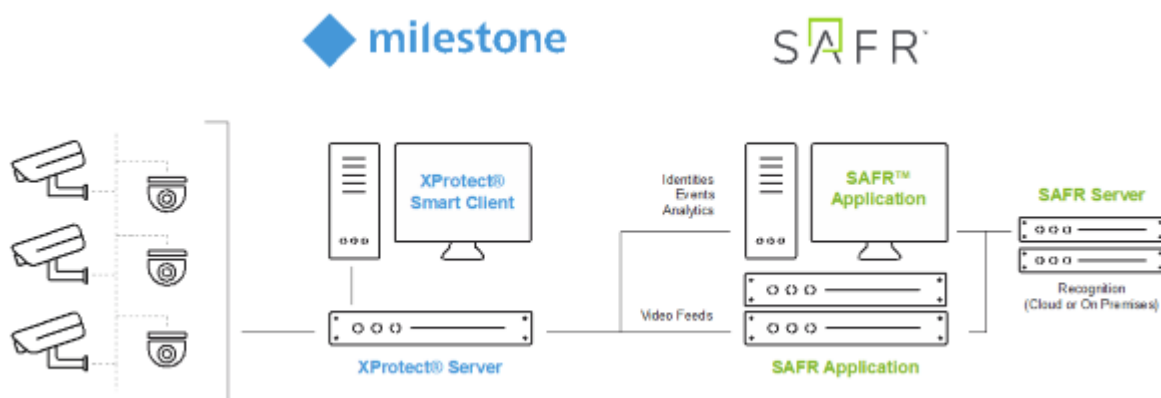 milestone
SAFR
XProtect®
Smart Client
XProtect® Server
Identities
Events
Analytics
Video Feeds
SAFR™
Application
SAFR Application
SAFR Server
Recognition
(Cloud or On Premises)